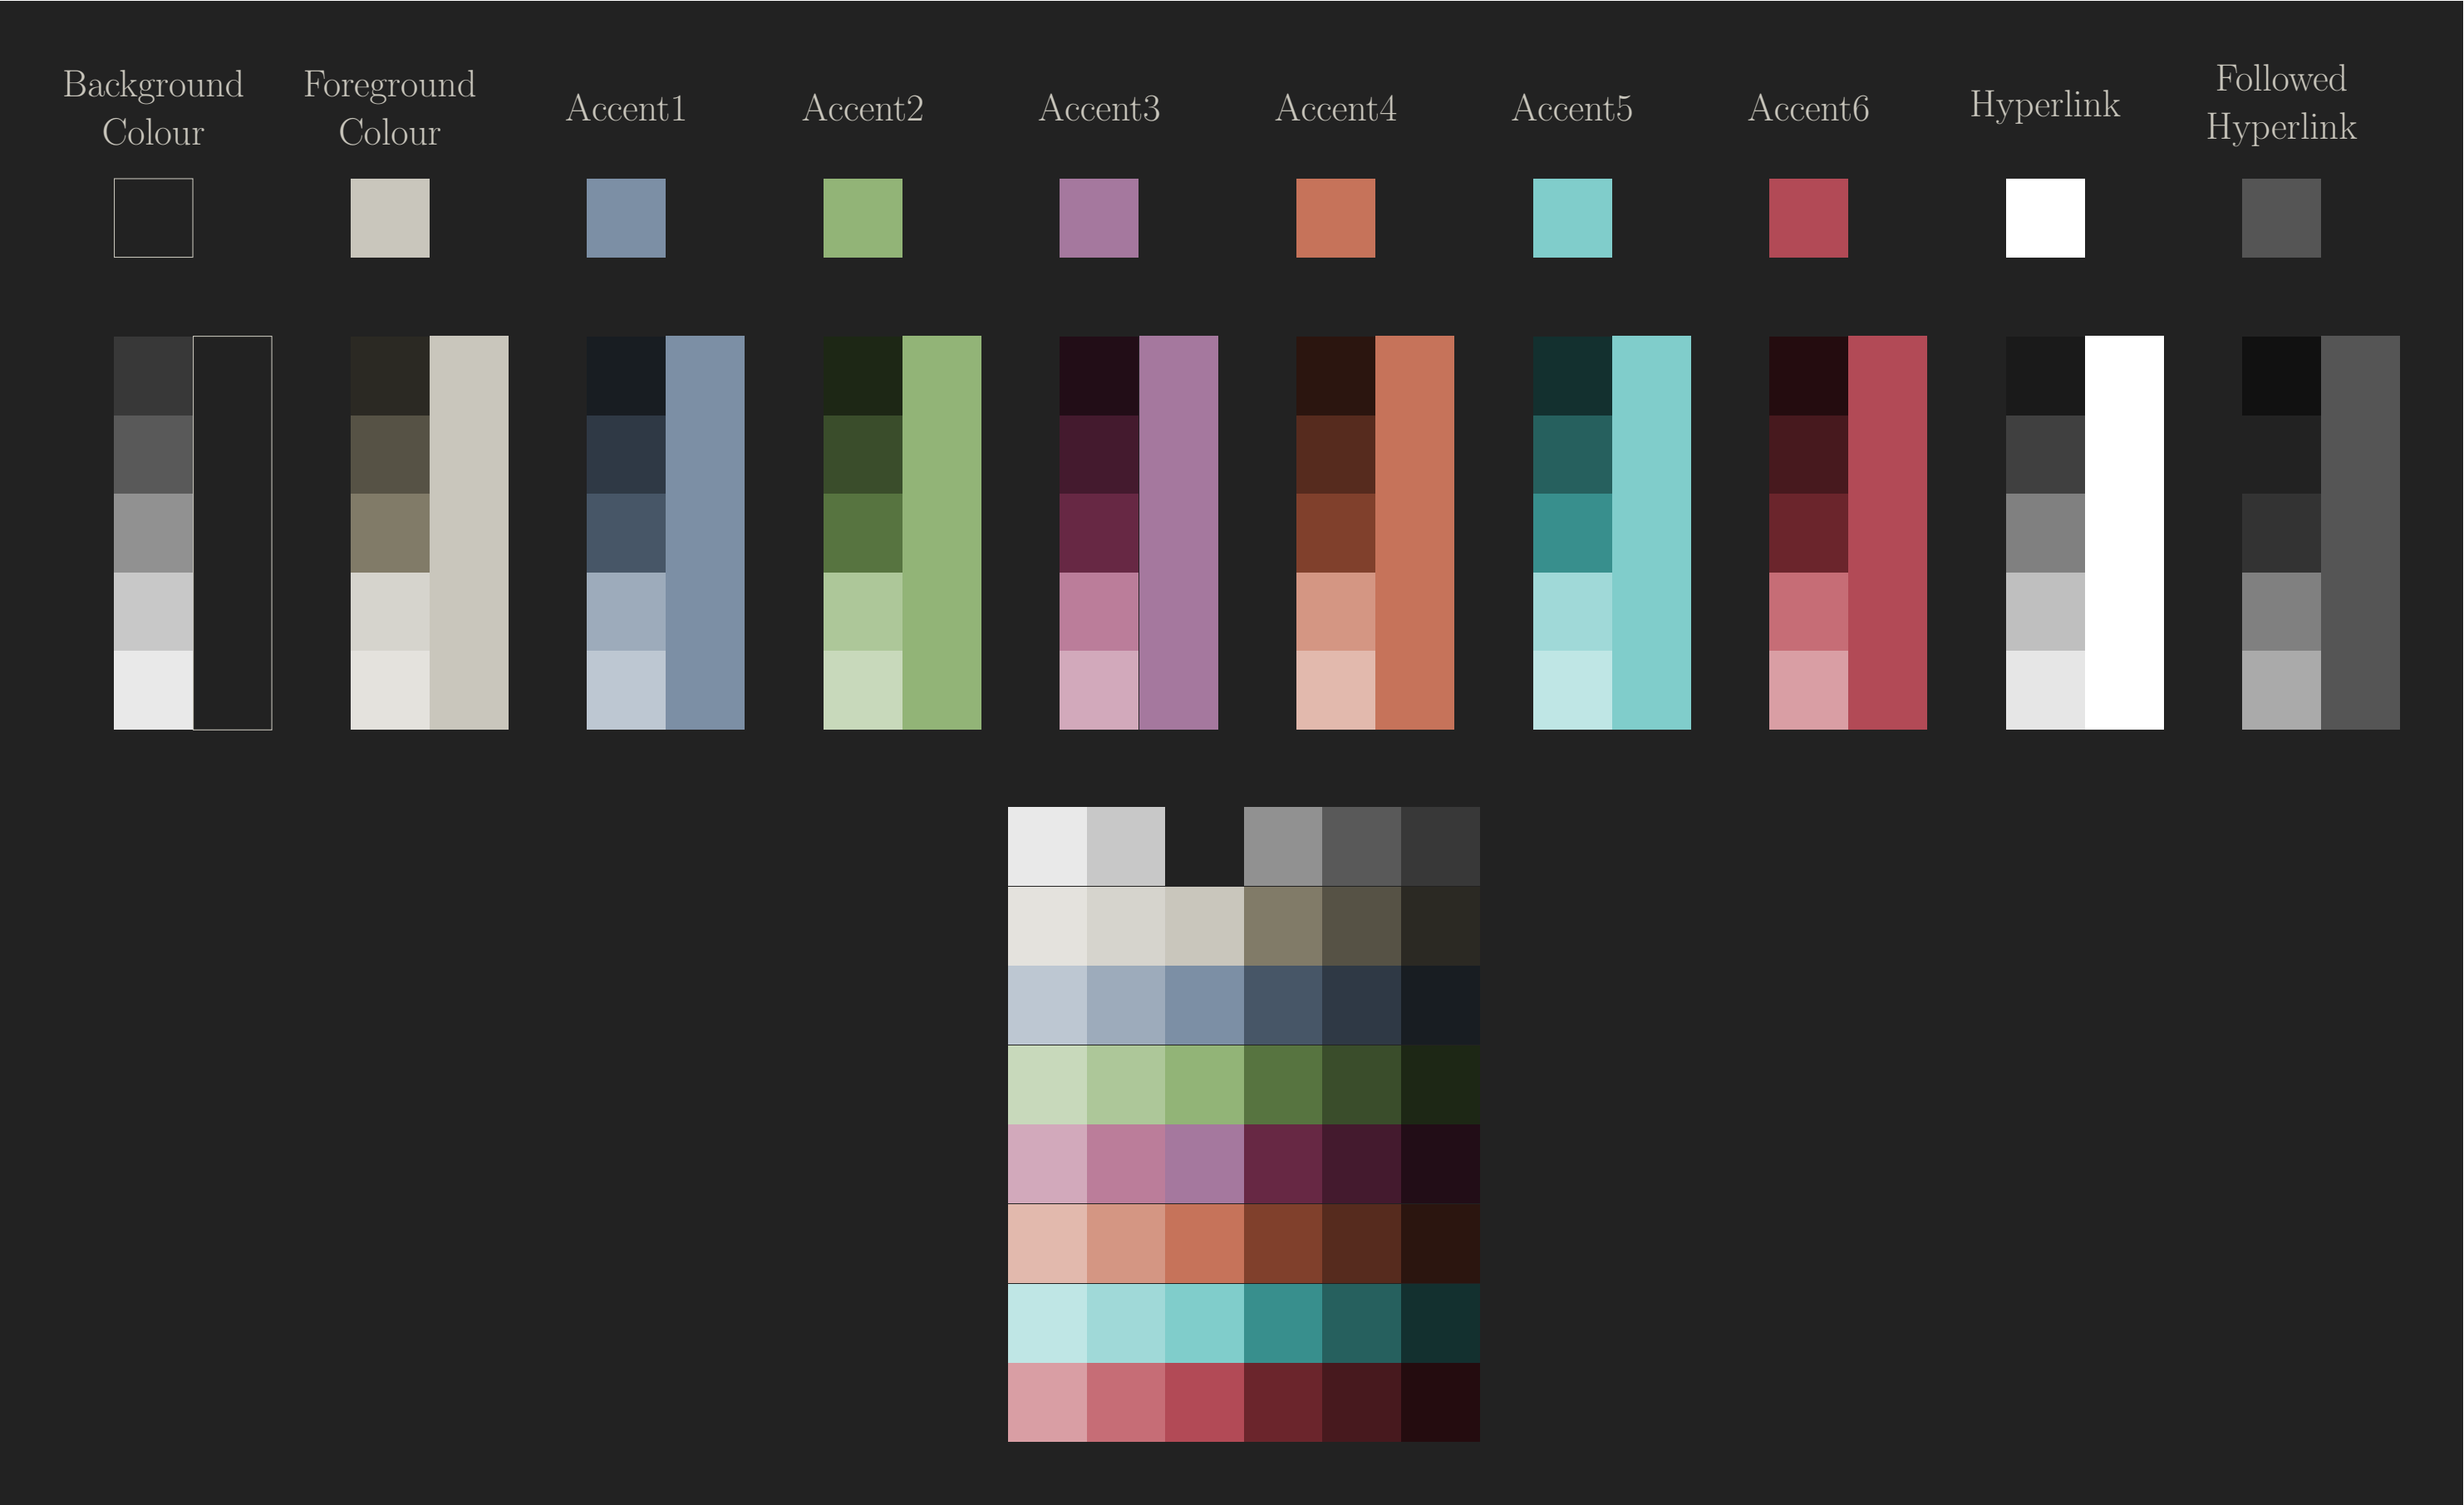 Background
Colour
Foreground
Colour
Accent1
Accent2
Accent3
Accent4
Accent5
Accent6
Hyperlink
Followed
Hyperlink